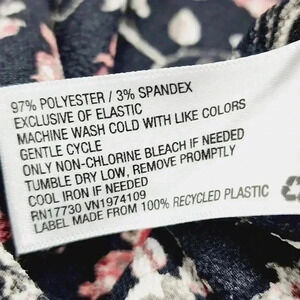 97% POLYESTER / 3% SPANDEX
EXCLUSIVE OF ELASTIC
MACHINE WASH COLD WITH LIKE COLORS
GENTLE CYCLE
ONLY NON-CHLORINE BLEACH IF NEEDED
TUMBLE DRY LOW, REMOVE PROMPTLY
COOL IRON IF NEEDED
RN17730 VN1974109
LABEL MADE FROM 100% RECYCLED PLASTIC